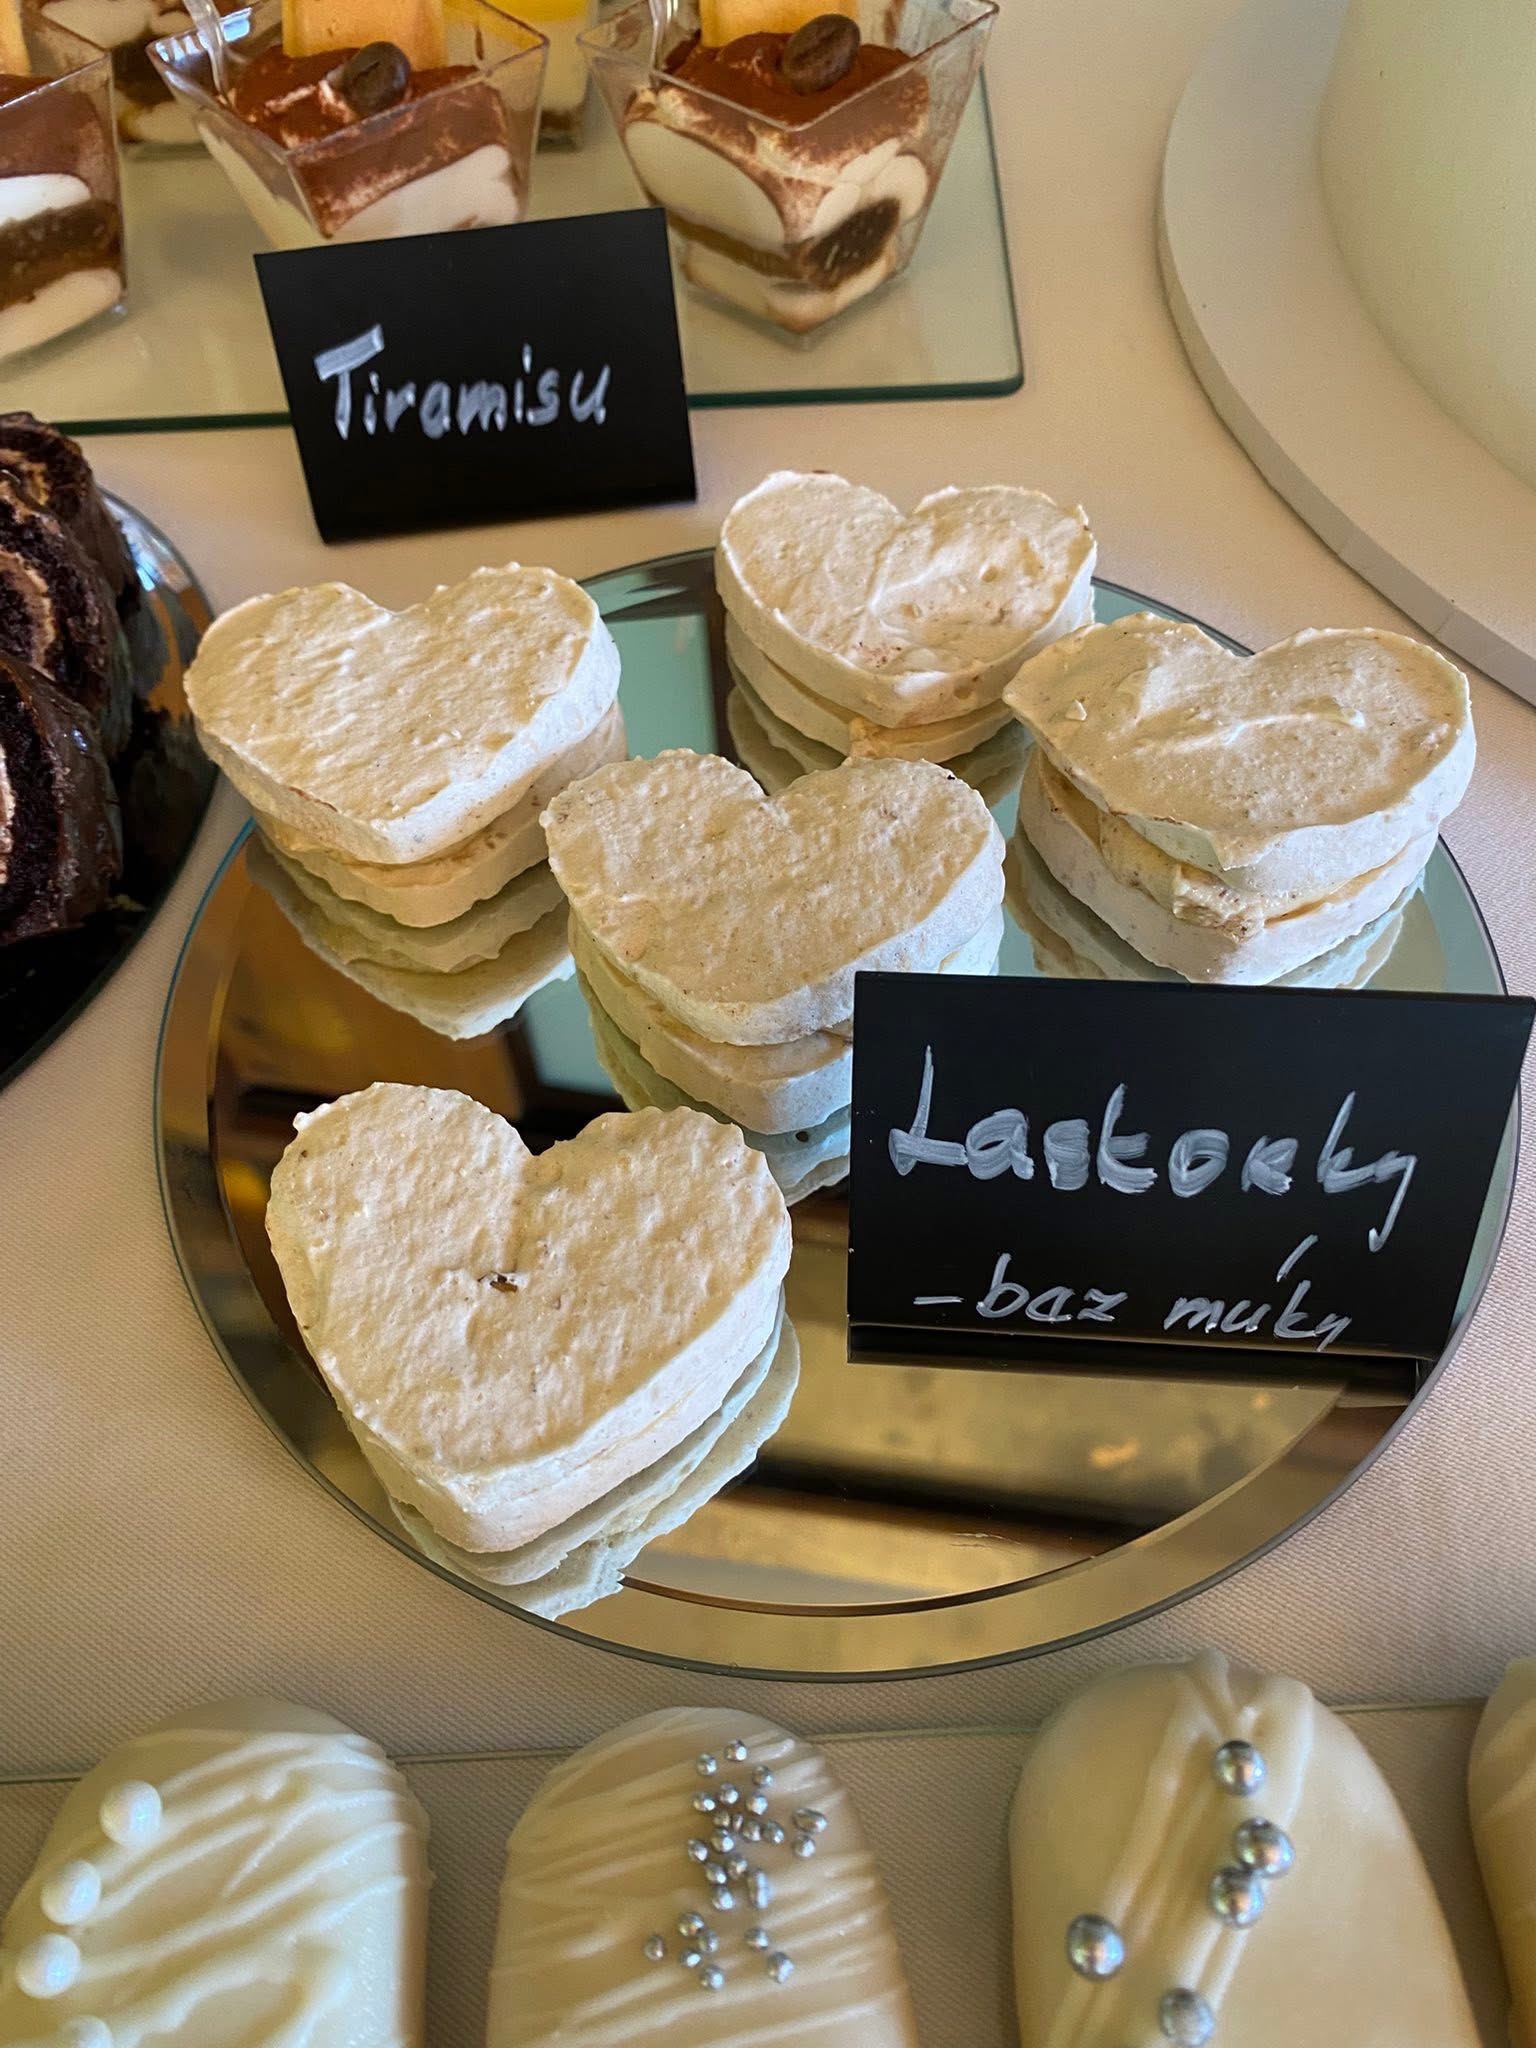 Tiramisu
Laskonky
- baz múky